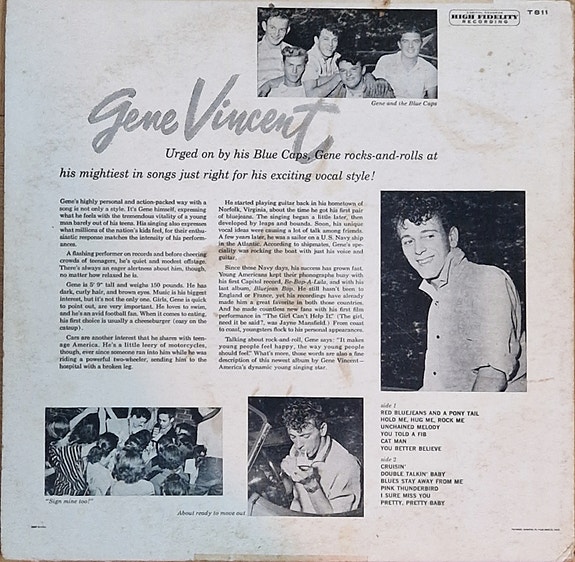 CAPITOL RECORDS
HIGH FIDELITY
RECORDING
T 811
Gene and the Blue Caps
Gene Vincent
Urged on by his Blue Caps, Gene rocks-and-rolls at
his mightiest in songs just right for his exciting vocal style!
Gene's highly personal and action-packed way with a
song is not only a style. It's Gene himself, expressing
what he feels with the tremendous vitality of a young
man barely out of his teens. His singing also expresses
what millions of the nation's kids feel, for their enthu-
siastic response matches the intensity of his perform-
ances.
A flashing performer on records and before cheering
crowds of teenagers, he's quiet and modest offstage.
There's always an eager alertness about him, though,
no matter how relaxed he is.
Gene is 5' 9" tall and weighs 150 pounds. He has
dark, curly hair, and brown eyes. Music is his biggest
interest, but it's not the only one. Girls, Gene is quick
to point out, are very important. He loves to swim,
and he's an avid football fan. When it comes to eating,
his first choice is usually a cheeseburger (easy on the
catsup).
Cars are another interest that he shares with teen-
age America. He's a little leery of motorcycles,
though, ever since someone ran into him while he was
riding a powerful two-wheeler, sending him to the
hospital with a broken leg.
He started playing guitar back in his hometown of
Norfolk, Virginia, about the time he got his first pair
of bluejeans. The singing began a little later, then
developed by leaps and bounds. Soon, his unique
vocal ideas were causing a lot of talk among friends.
A few years later, he was a sailor on a U.S. Navy ship
in the Atlantic. According to shipmates, Gene's spe-
ciality was rocking the boat with just his voice and
guitar.
Since those Navy days, his success has grown fast.
Young Americans kept their phonographs busy with
his first Capitol record, Be-Bop-A-Lula, and with his
last album, Bluejean Bop. He still hasn't been to
England or France, yet his recordings have already
made him a great favorite in both those countries.
And he made countless new fans with his first film
performance in "The Girl Can't Help It." (The girl,
need it be said?, was Jayne Mansfield.) From coast
to coast, youngsters flock to his personal appearances.
Talking about rock-and-roll, Gene says: "It makes
young people feel happy, the way young people
should feel." What's more, those words are also a fine
description of this newest album by Gene Vincent—
America's dynamic young singing star.
side 1
RED BLUEJEANS AND A PONY TAIL
HOLD ME, HUG ME, ROCK ME
UNCHAINED MELODY
YOU TOLD A FIB
CAT MAN
YOU BETTER BELIEVE
side 2
CRUISIN'
DOUBLE TALKIN' BABY
BLUES STAY AWAY FROM ME
PINK THUNDERBIRD
I SURE MISS YOU
PRETTY, PRETTY BABY
"Sign mine too!"
About ready to move out